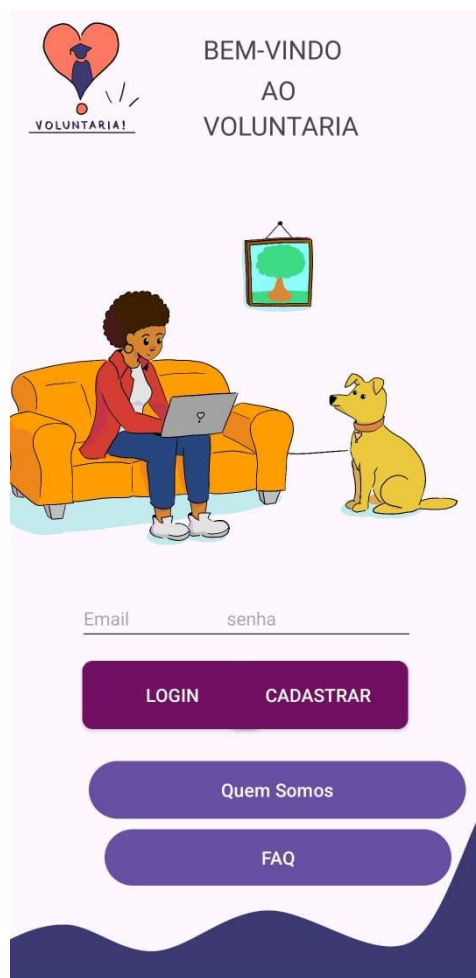 VOLUNTARIA!
BEM-VINDO
AO
VOLUNTARIA
Email senha
LOGIN CADASTRAR
Quem Somos
FAQ